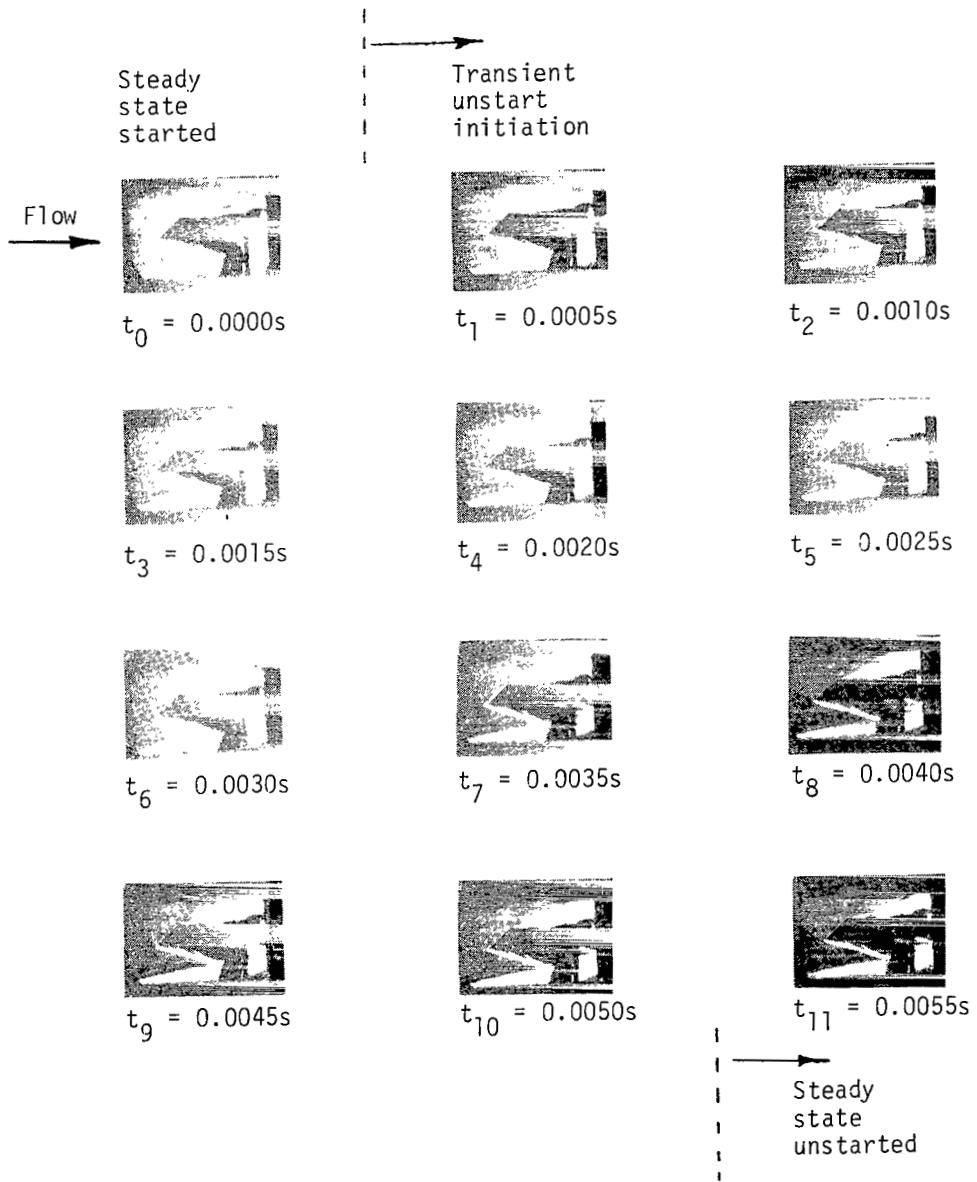 Steady
state
started
Transient
unstart
initiation
Flow
t0 = 0.0000s
t1 = 0.0005s
t2 = 0.0010s
t3 = 0.0015s
t4 = 0.0020s
t5 = 0.0025s
t6 = 0.0030s
t7 = 0.0035s
t8 = 0.0040s
t9 = 0.0045s
t10 = 0.0050s
t11 = 0.0055s
Steady
state
unstarted